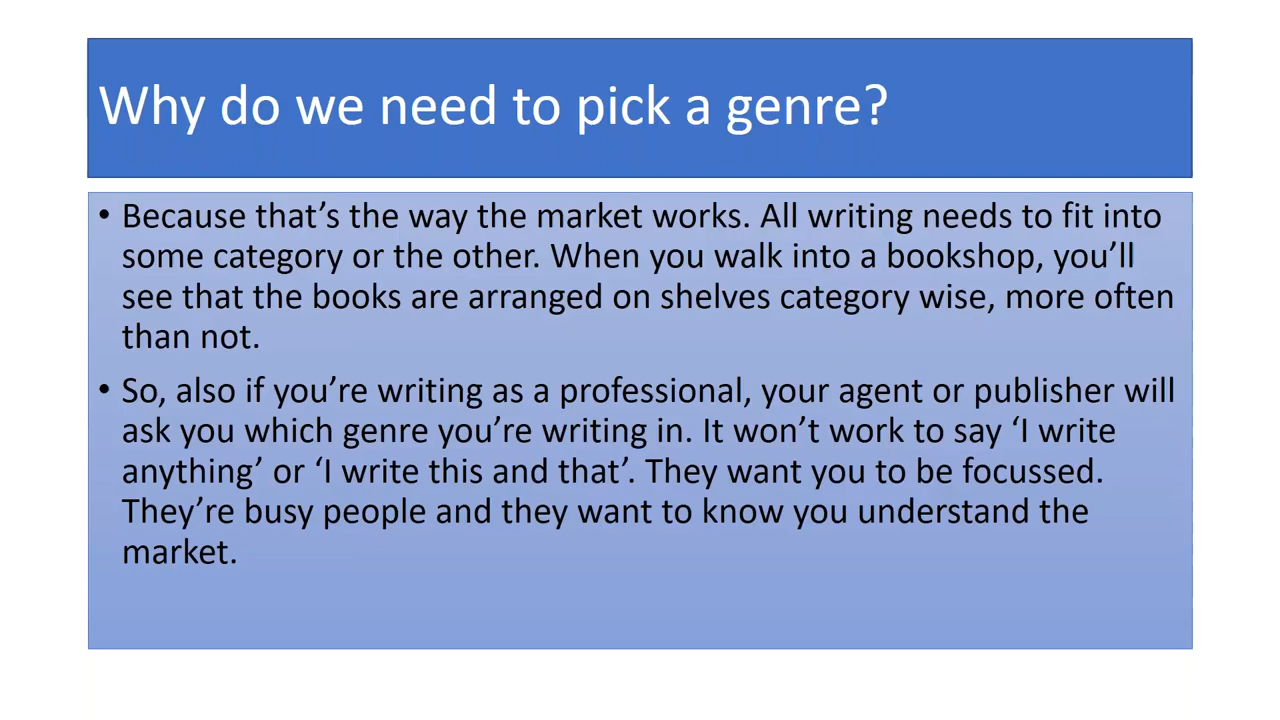 Why do we need to pick a genre?
• Because that’s the way the market works. All writing needs to fit into
some category or the other. When you walk into a bookshop, you’ll
see that the books are arranged on shelves category wise, more often
than not.
• So, also if you’re writing as a professional, your agent or publisher will
ask you which genre you’re writing in. It won’t work to say ‘I write
anything’ or ‘I write this and that’. They want you to be focussed.
They’re busy people and they want to know you understand the
market.